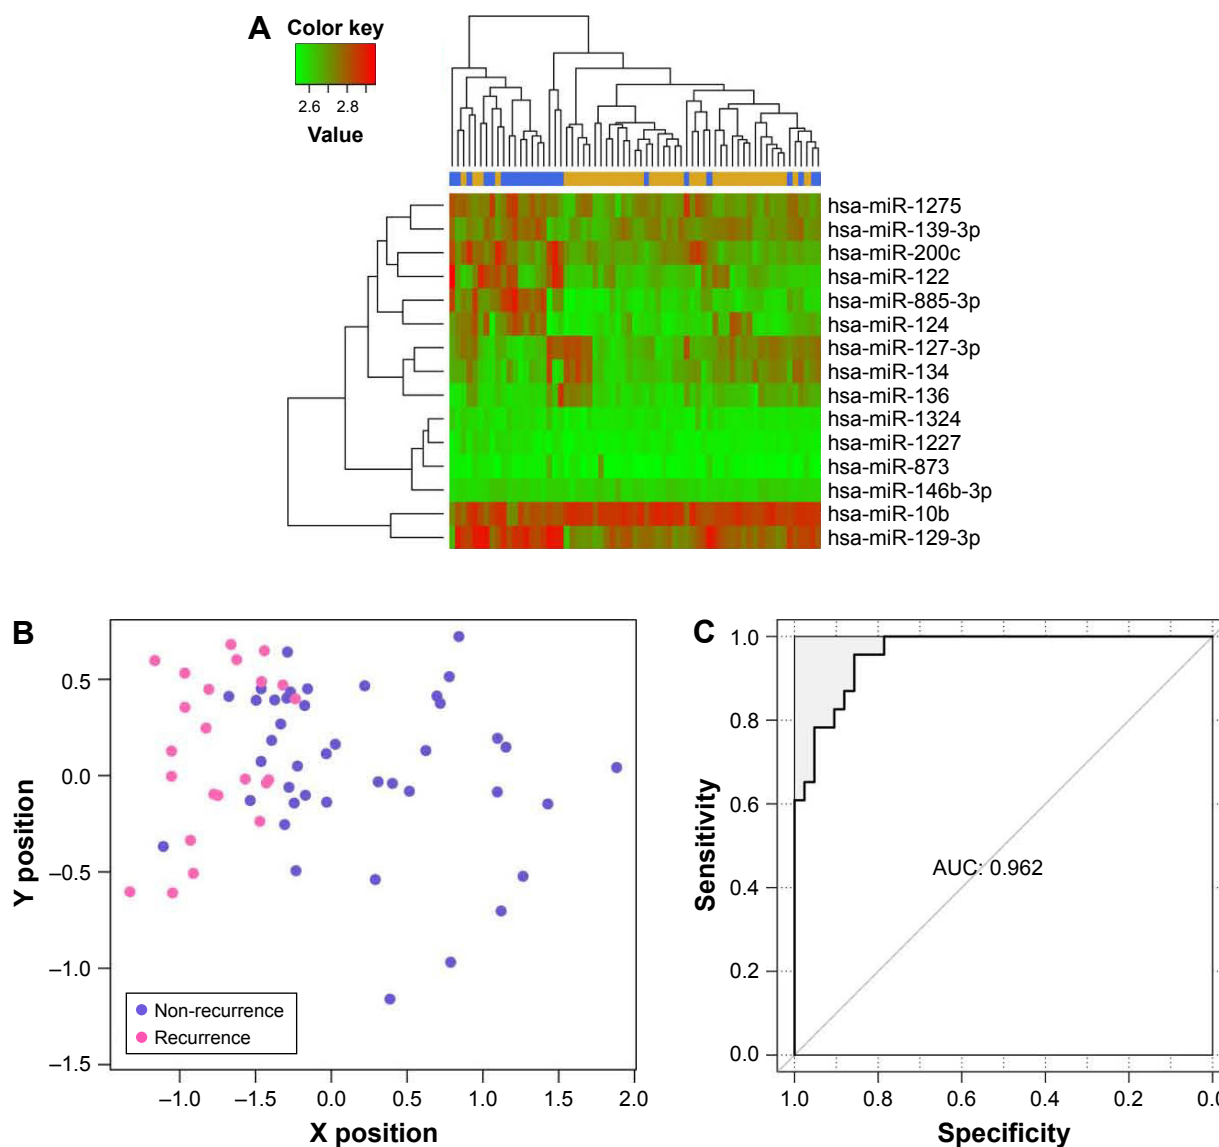 A
Color key
2.6 2.8
Value
hsa-miR-1275
hsa-miR-139-3p
hsa-miR-200c
hsa-miR-122
hsa-miR-885-3p
hsa-miR-124
hsa-miR-127-3p
hsa-miR-134
hsa-miR-136
hsa-miR-1324
hsa-miR-1227
hsa-miR-873
hsa-miR-146b-3p
hsa-miR-10b
hsa-miR-129-3p
B
Y position
0.5
0.0
–0.5
–1.0
–1.5
Non-recurrence
Recurrence
–1.0 –1.5 0.0 0.5 1.0 1.5 2.0
X position
C
Sensitivity
1.0
0.8
0.6
0.4
0.2
0.0
AUC: 0.962
1.0 0.8 0.6 0.4 0.2 0.0
Specificity